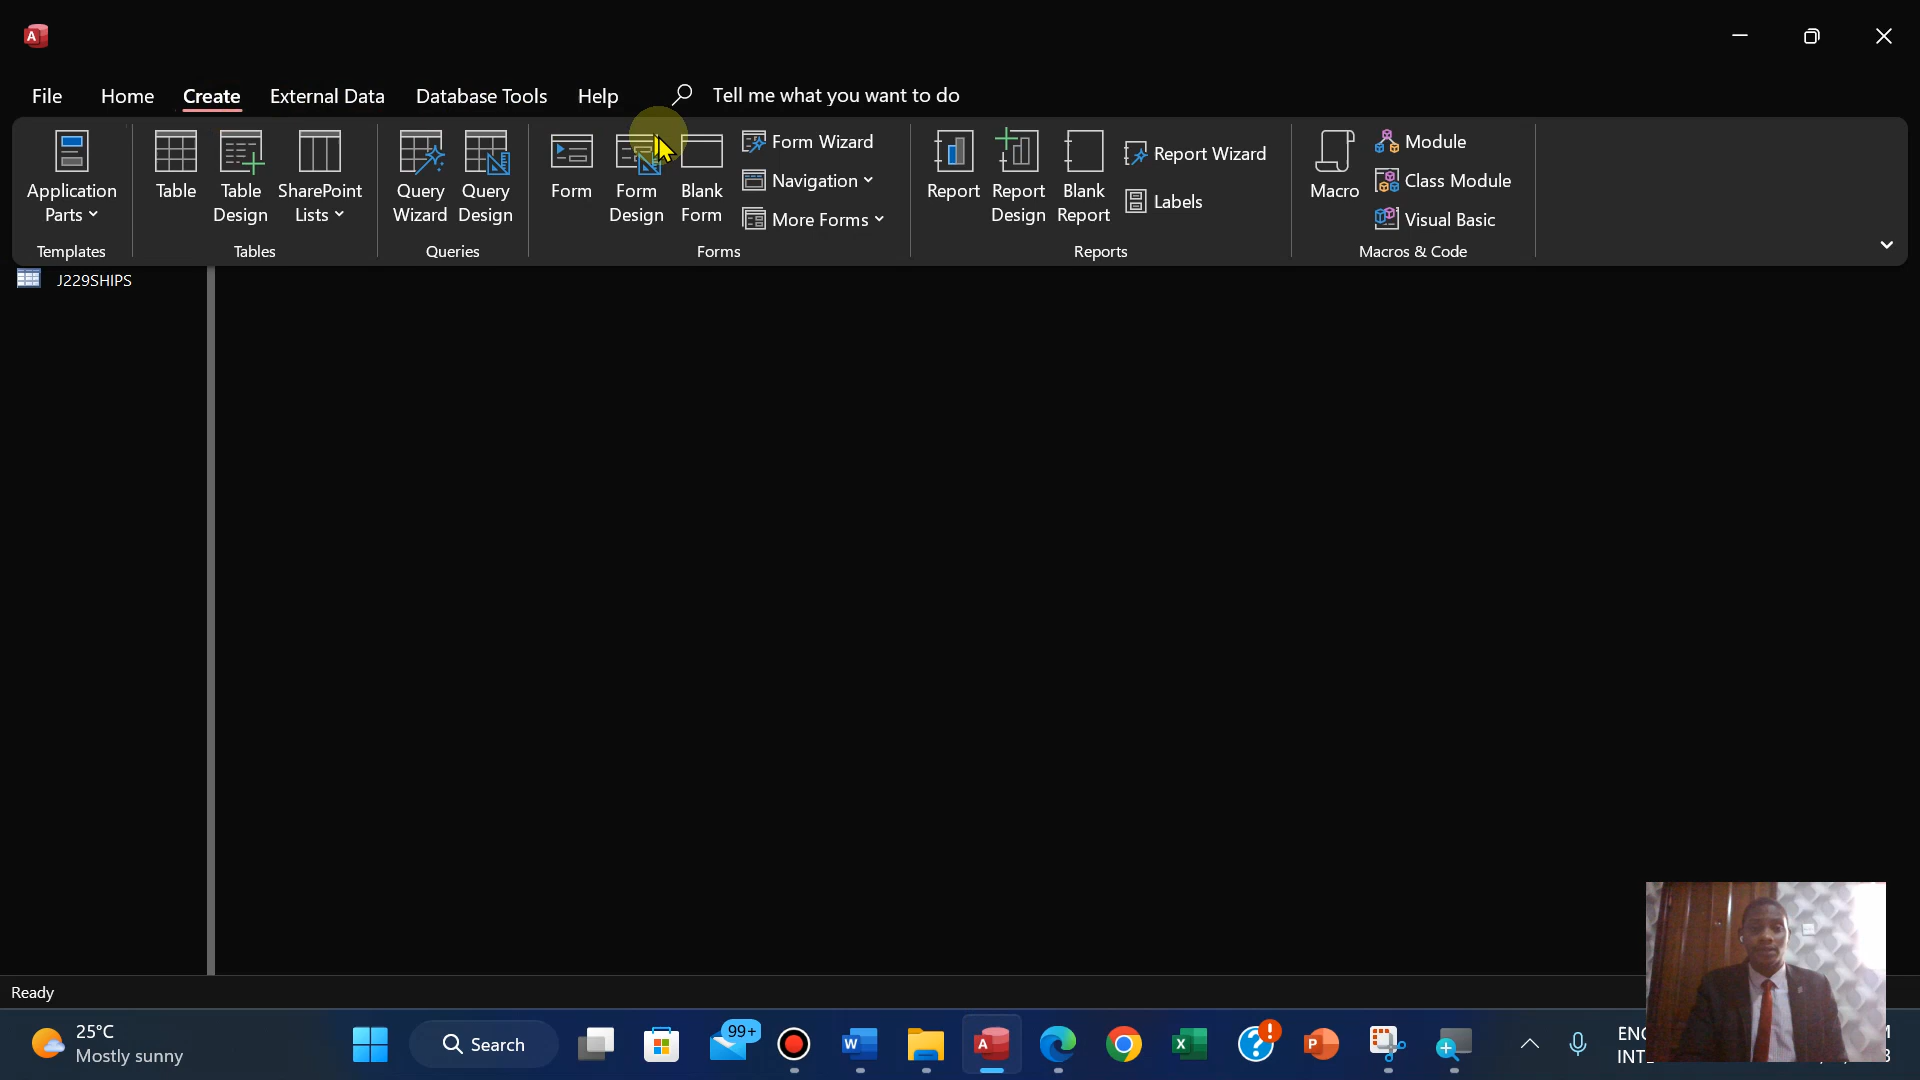 A
File Home Create External Data Database Tools Help Tell me what you want to do
Application Parts
Table
Table Design
SharePoint Lists
Query Wizard
Query Design
Form
Form Design
Blank Form
Form Wizard
Navigation
More Forms
Report
Report Design
Blank Report
Report Wizard
Labels
Macro
Module
Class Module
Visual Basic
Templates Tables Queries Forms Reports Macros & Code
J229SHIPS
Ready
25°C
Mostly sunny
Search
99+
W
A
X
P
INT